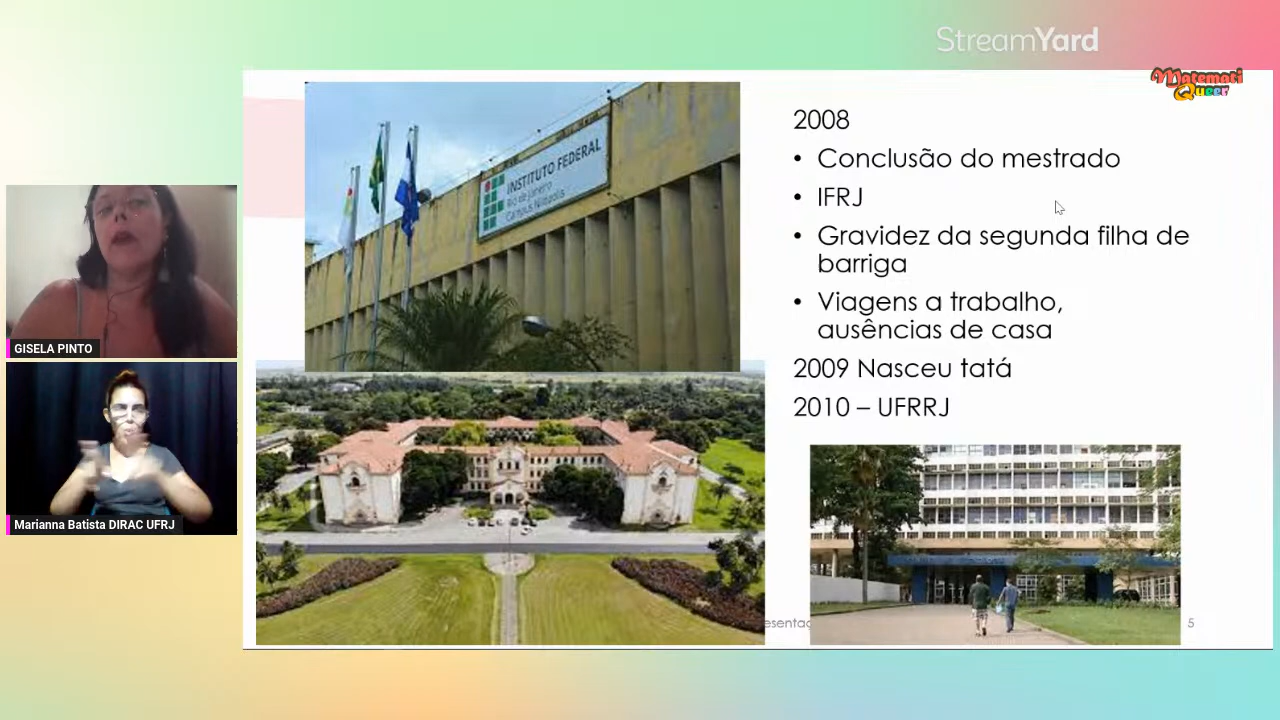 StreamYard
Matemati
Queer
INSTITUTO FEDERAL
Rio de Janeiro
Campus Nilópolis
2008
• Conclusão do mestrado
• IFRJ
• Gravidez da segunda filha de
barriga
• Viagens a trabalho,
ausências de casa
2009 Nasceu tatá
2010 – UFRRJ
GISELA PINTO
Marianna Batista DIRAC UFRJ
5